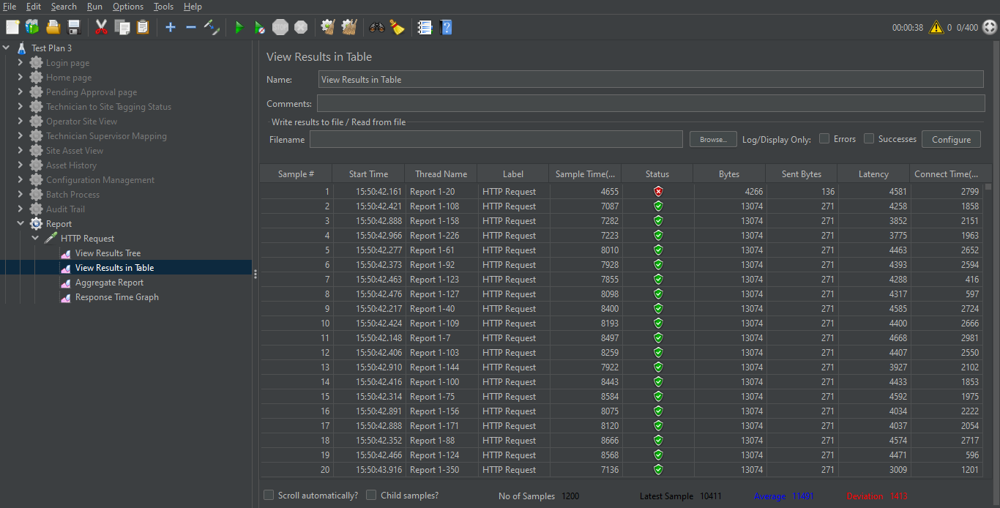 File Edit Search Run Options Tools Help
STOP 00:00:38 0 0/400
Test Plan 3
Login page
Home page
Pending Approval page
Technician to Site Tagging Status
Operator Site View
Technician Supervisor Mapping
Site Asset View
Asset History
Configuration Management
Batch Process
Audit Trail
Report
HTTP Request
View Results Tree
View Results in Table
Aggregate Report
Response Time Graph
View Results in Table
Name: View Results in Table
Comments:
Write results to file / Read from file
Filename Browse... Log/Display Only: Errors Successes Configure
Sample # Start Time Thread Name Label Sample Time(... Status Bytes Sent Bytes Latency Connect Time(...
1 15:50:42.161 Report 1-20 HTTP Request 4655 4266 136 4581 2799
2 15:50:42.421 Report 1-108 HTTP Request 7087 13074 271 4258 1858
3 15:50:42.888 Report 1-158 HTTP Request 7282 13074 271 3852 2151
4 15:50:42.966 Report 1-226 HTTP Request 7223 13074 271 3775 1963
5 15:50:42.277 Report 1-61 HTTP Request 8010 13074 271 4463 2652
6 15:50:42.373 Report 1-92 HTTP Request 7928 13074 271 4393 2594
7 15:50:42.463 Report 1-123 HTTP Request 7855 13074 271 4288 416
8 15:50:42.476 Report 1-127 HTTP Request 8098 13074 271 4317 597
9 15:50:42.217 Report 1-40 HTTP Request 8400 13074 271 4585 2724
10 15:50:42.424 Report 1-109 HTTP Request 8193 13074 271 4400 2666
11 15:50:42.148 Report 1-7 HTTP Request 8497 13074 271 4668 2981
12 15:50:42.406 Report 1-103 HTTP Request 8259 13074 271 4407 2550
13 15:50:42.910 Report 1-144 HTTP Request 7922 13074 271 3927 2102
14 15:50:42.416 Report 1-100 HTTP Request 8443 13074 271 4433 1853
15 15:50:42.314 Report 1-75 HTTP Request 8584 13074 271 4592 1975
16 15:50:42.891 Report 1-156 HTTP Request 8075 13074 271 4034 2222
17 15:50:42.888 Report 1-171 HTTP Request 8120 13074 271 4037 2054
18 15:50:42.352 Report 1-88 HTTP Request 8666 13074 271 4574 2717
19 15:50:42.466 Report 1-124 HTTP Request 8568 13074 271 4471 596
20 15:50:43.916 Report 1-350 HTTP Request 7136 13074 271 3009 1201
Scroll automatically? Child samples? No of Samples 1200 Latest Sample 10411 Average 11491 Deviation 1413